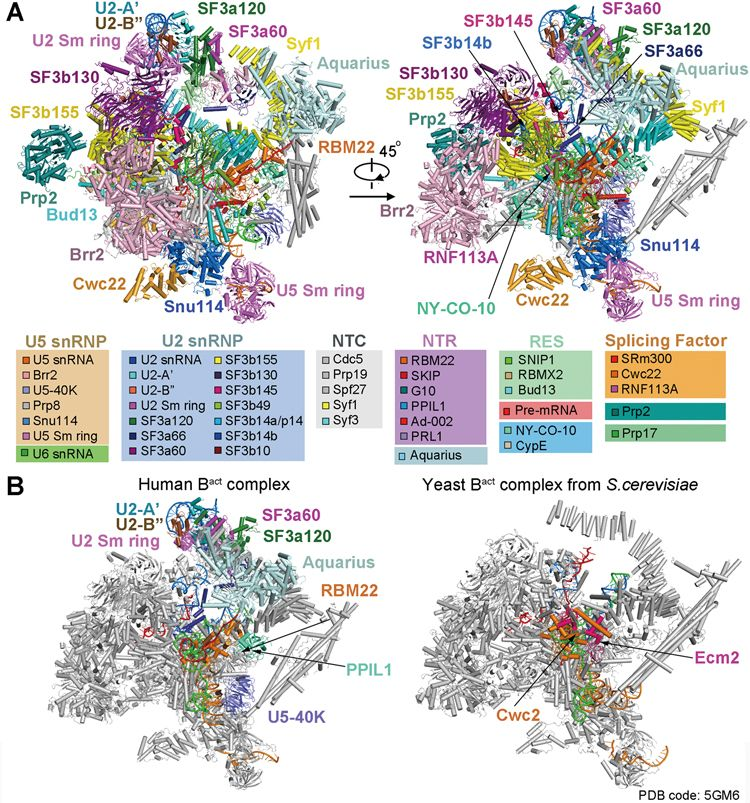 A
U2-A'
U2-B"
U2 Sm ring
SF3a120
SF3a60
Syf1
Aquarius
SF3b130
SF3b155
RBM22
Prp2
Bud13
Brr2
Cwc22
Snu114
U5 Sm ring
45°
SF3b145
SF3b14b
SF3a60
SF3a120
SF3a66
Aquarius
SF3b130
SF3b155
Prp2
Syf1
Brr2
RNF113A
NY-CO-10
Cwc22
Snu114
U5 Sm ring
U5 snRNP
U5 snRNA
Brr2
U5-40K
Prp8
Snu114
U5 Sm ring
U6 snRNA
U2 snRNP
U2 snRNA
U2-A'
U2-B"
U2 Sm ring
SF3a120
SF3a66
SF3a60
SF3b155
SF3b130
SF3b145
SF3b49
SF3b14a/p14
SF3b14b
SF3b10
NTC
Cdc5
Prp19
Spf27
Syf1
Syf3
NTR
RBM22
SKIP
G10
PPIL1
Ad-002
PRL1
Aquarius
RES
SNIP1
RBMX2
Bud13
Pre-mRNA
NY-CO-10
CypE
Splicing Factor
SRm300
Cwc22
RNF113A
Prp2
Prp17
B
Human Bact complex
U2-A'
U2-B"
U2 Sm ring
SF3a60
SF3a120
Aquarius
RBM22
PPIL1
U5-40K
Yeast Bact complex from S.cerevisiae
Ecm2
Cwc2
PDB code: 5GM6